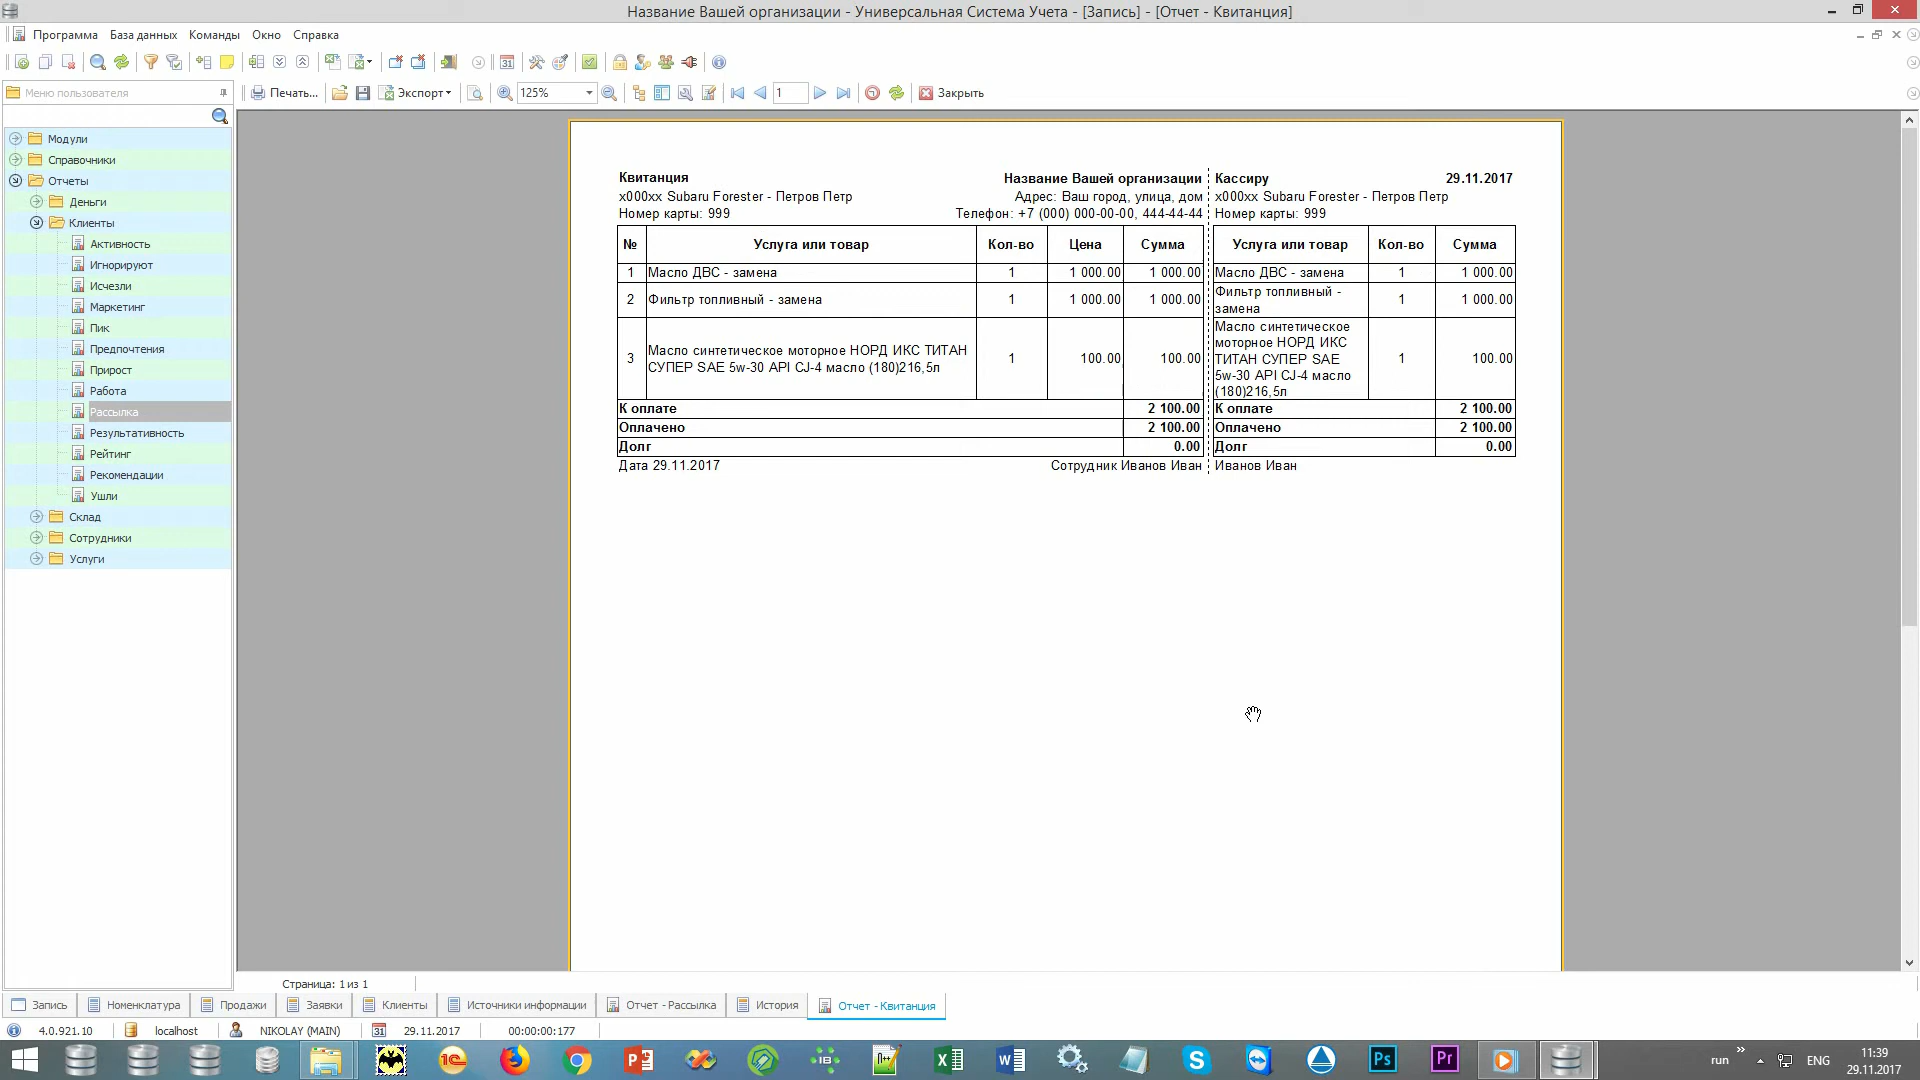 Название Вашей организации - Универсальная Система Учета - [Запись] - [Отчет - Квитанция]
Программа База данных Команды Окно Справка
Меню пользователя
Печать... Экспорт 125% 1 Закрыть
Модули
Справочники
Отчеты
Деньги
Клиенты
Активность
Игнорируют
Исчезли
Маркетинг
Пик
Предпочтения
Прирост
Работа
Рассылка
Результативность
Рейтинг
Рекомендации
Ушли
Склад
Сотрудники
Услуги
Квитанция Название Вашей организации Кассиру 29.11.2017
x000xx Subaru Forester - Петров Петр Адрес: Ваш город, улица, дом x000xx Subaru Forester - Петров Петр
Номер карты: 999 Телефон: +7 (000) 000-00-00, 444-44-44 Номер карты: 999
№ Услуга или товар Кол-во Цена Сумма Услуга или товар Кол-во Сумма
1 Масло ДВС - замена 1 1 000.00 1 000.00 Масло ДВС - замена 1 1 000.00
2 Фильтр топливный - замена 1 1 000.00 1 000.00 Фильтр топливный -
замена 1 1 000.00
3 Масло синтетическое моторное НОРД ИКС ТИТАН
СУПЕР SAE 5w-30 API CJ-4 масло (180)216,5л 1 100.00 100.00
Масло синтетическое
моторное НОРД ИКС
ТИТАН СУПЕР SAE
5w-30 API CJ-4 масло
(180)216,5л 1 100.00
К оплате 2 100.00 К оплате 2 100.00
Оплачено 2 100.00 Оплачено 2 100.00
Долг 0.00 Долг 0.00
Дата 29.11.2017 Сотрудник Иванов Иван Иванов Иван
Страница: 1 из 1
Запись Номенклатура Продажи Заявки Клиенты Источники информации Отчет - Рассылка История Отчет - Квитанция
4.0.921.10 localhost NIKOLAY (MAIN) 31 29.11.2017 00:00:00:177
run ENG 11:39
29.11.2017